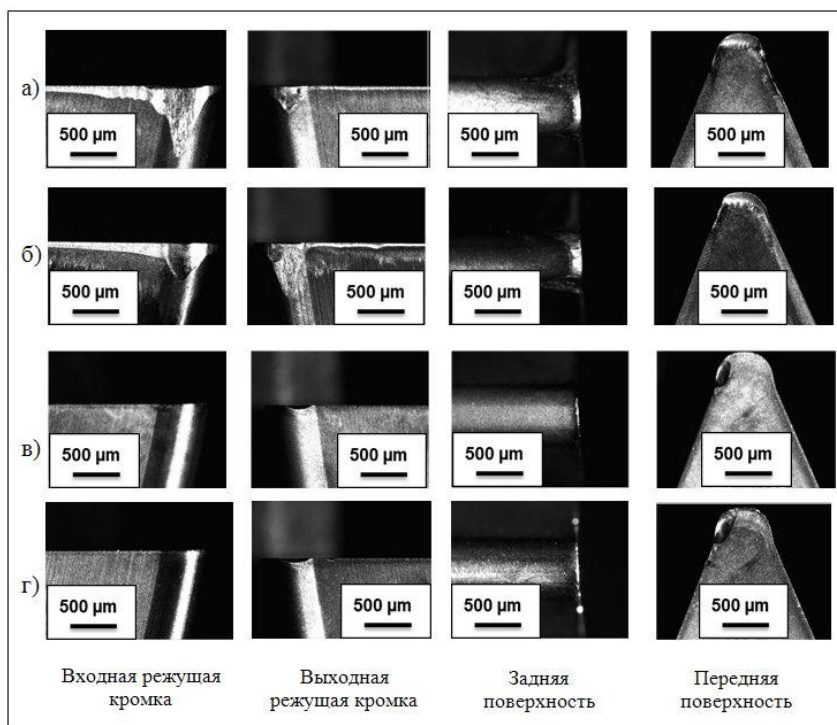 а)
500 µm
500 µm
500 µm
500 µm
б)
500 µm
500 µm
500 µm
500 µm
в)
500 µm
500 µm
500 µm
500 µm
г)
500 µm
500 µm
500 µm
500 µm
Входная режущая
кромка
Выходная
режущая кромка
Задняя
поверхность
Передняя
поверхность